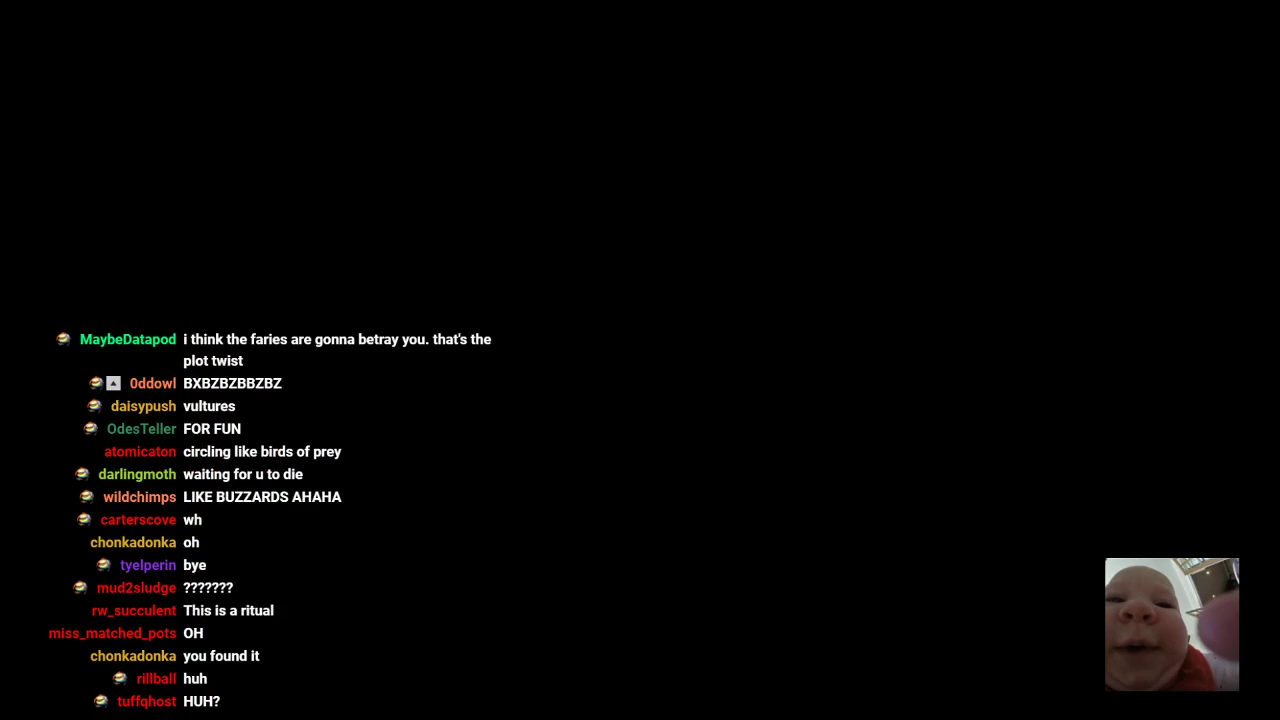 MaybeDatapod i think the faries are gonna betray you. that's the
plot twist
0ddowl BXBZBZBBZBZ
daisypush vultures
OdesTeller FOR FUN
atomicaton circling like birds of prey
darlingmoth waiting for u to die
wildchimps LIKE BUZZARDS AHAHA
carterscove wh
chonkadonka oh
tyelperin bye
mud2sludge ???????
rw_succulent This is a ritual
miss_matched_pots OH
chonkadonka you found it
rillball huh
tuffqhost HUH?